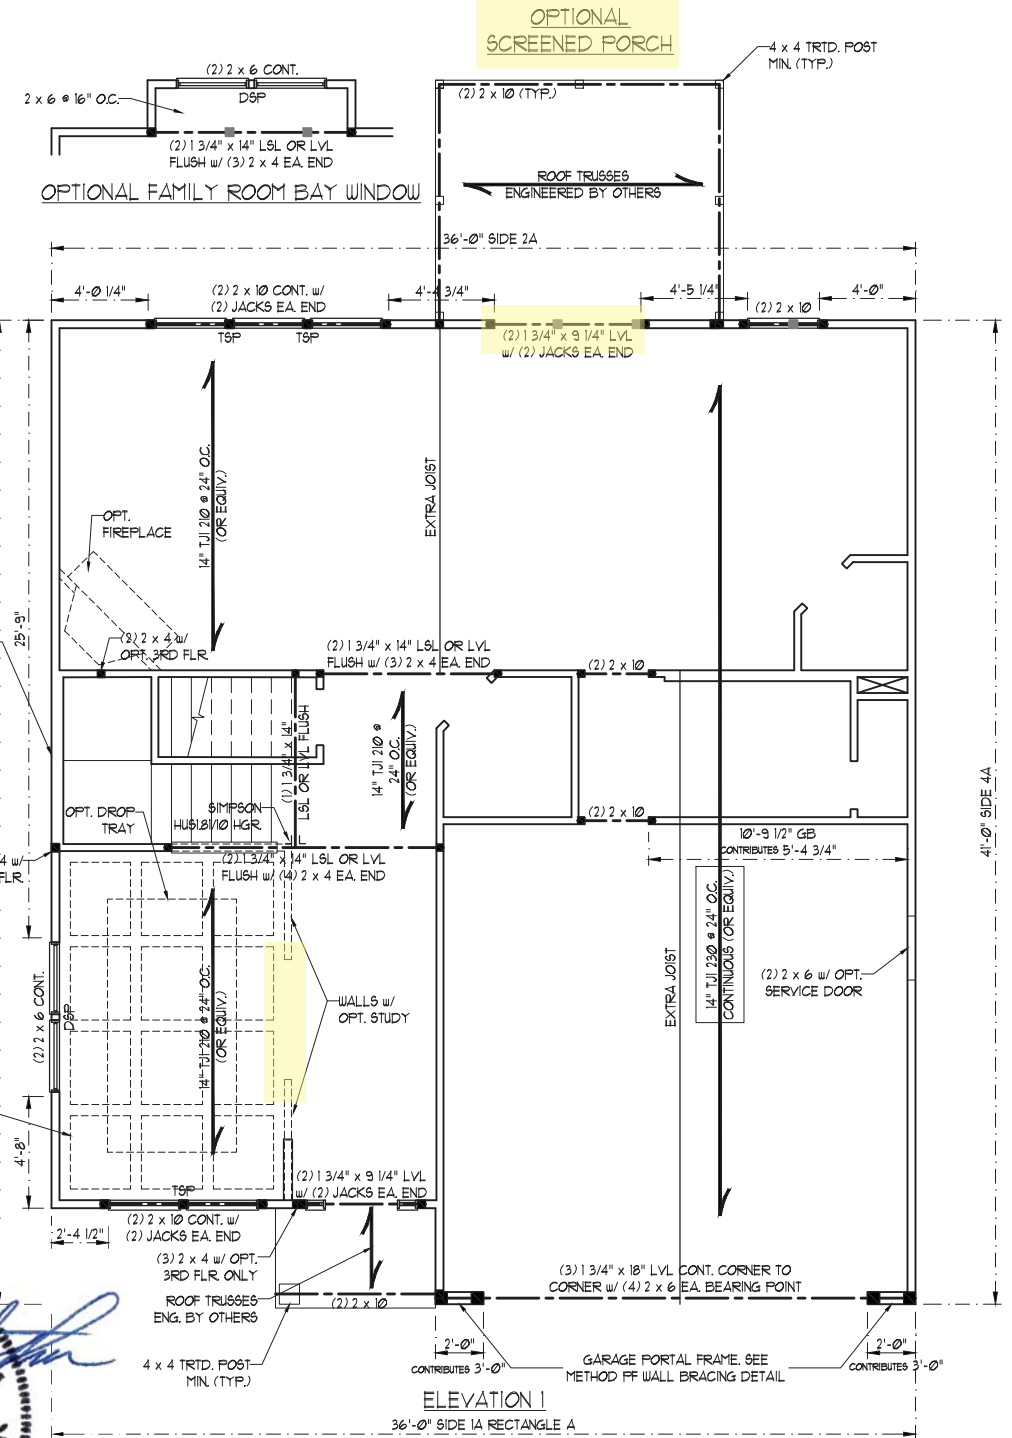 OPTIONAL
SCREENED PORCH
4 x 4 TRTD. POST
MIN. (TYP.)
(2) 2 x 6 CONT.
2 x 6 @ 16" O.C.
DSP
(2) 2 x 10 (TYP.)
(2) 1 3/4" x 14" LSL OR LVL
FLUSH w/ (3) 2 x 4 EA. END
OPTIONAL FAMILY ROOM BAY WINDOW
ROOF TRUSSES
ENGINEERED BY OTHERS
36'-0" SIDE 2A
4'-0 1/4"
(2) 2 x 10 CONT. w/
(2) JACKS EA. END
4'-4 3/4"
4'-5 1/4"
4'-0"
(2) 2 x 10
TSP
TSP
(2) 1 3/4" x 9 1/4" LVL
w/ (2) JACKS EA. END
14" TJI 210 @ 24" O.C.
(OR EQUIV.)
EXTRA JOIST
OPT.
FIREPLACE
25'-9"
(2) 2 x 4 w/
OPT. 3RD FLR.
(2) 1 3/4" x 14" LSL OR LVL
FLUSH w/ (3) 2 x 4 EA. END
(2) 2 x 10
(1) 1 3/4" x 14"
LSL OR LVL FLUSH
14" TJI 210 @
24" O.C.
(OR EQUIV.)
OPT. DROP
TRAY
SIMPSON
HUS1.81/10 HGR.
(2) 2 x 10
10'-9 1/2" GB
CONTRIBUTES 5'-4 3/4"
41'-0" SIDE 4A
4 w/
FLR.
(2) 1 3/4" x 14" LSL OR LVL
FLUSH w/ (4) 2 x 4 EA. END
14" TJI 230 @ 24" O.C.
CONTINUOUS (OR EQUIV.)
EXTRA JOIST
(2) 2 x 6 w/ OPT.
SERVICE DOOR
(2) 2 x 6 CONT.
DSP
14" TJI 210 @ 24" O.C.
(OR EQUIV.)
WALLS w/
OPT. STUDY
4'-8"
TSP
(2) 1 3/4" x 9 1/4" LVL
w/ (2) JACKS EA. END
(2) 2 x 10 CONT. w/
(2) JACKS EA. END
2'-4 1/2"
(3) 2 x 4 w/ OPT.
3RD FLR. ONLY
ROOF TRUSSES
ENG. BY OTHERS
(2) 2 x 10
(3) 1 3/4" x 18" LVL CONT. CORNER TO
CORNER w/ (4) 2 x 6 EA. BEARING POINT
4 x 4 TRTD. POST
MIN. (TYP.)
2'-0"
CONTRIBUTES 3'-0"
GARAGE PORTAL FRAME. SEE
METHOD PF WALL BRACING DETAIL
2'-0"
CONTRIBUTES 3'-0"
ELEVATION 1
36'-0" SIDE 1A RECTANGLE A